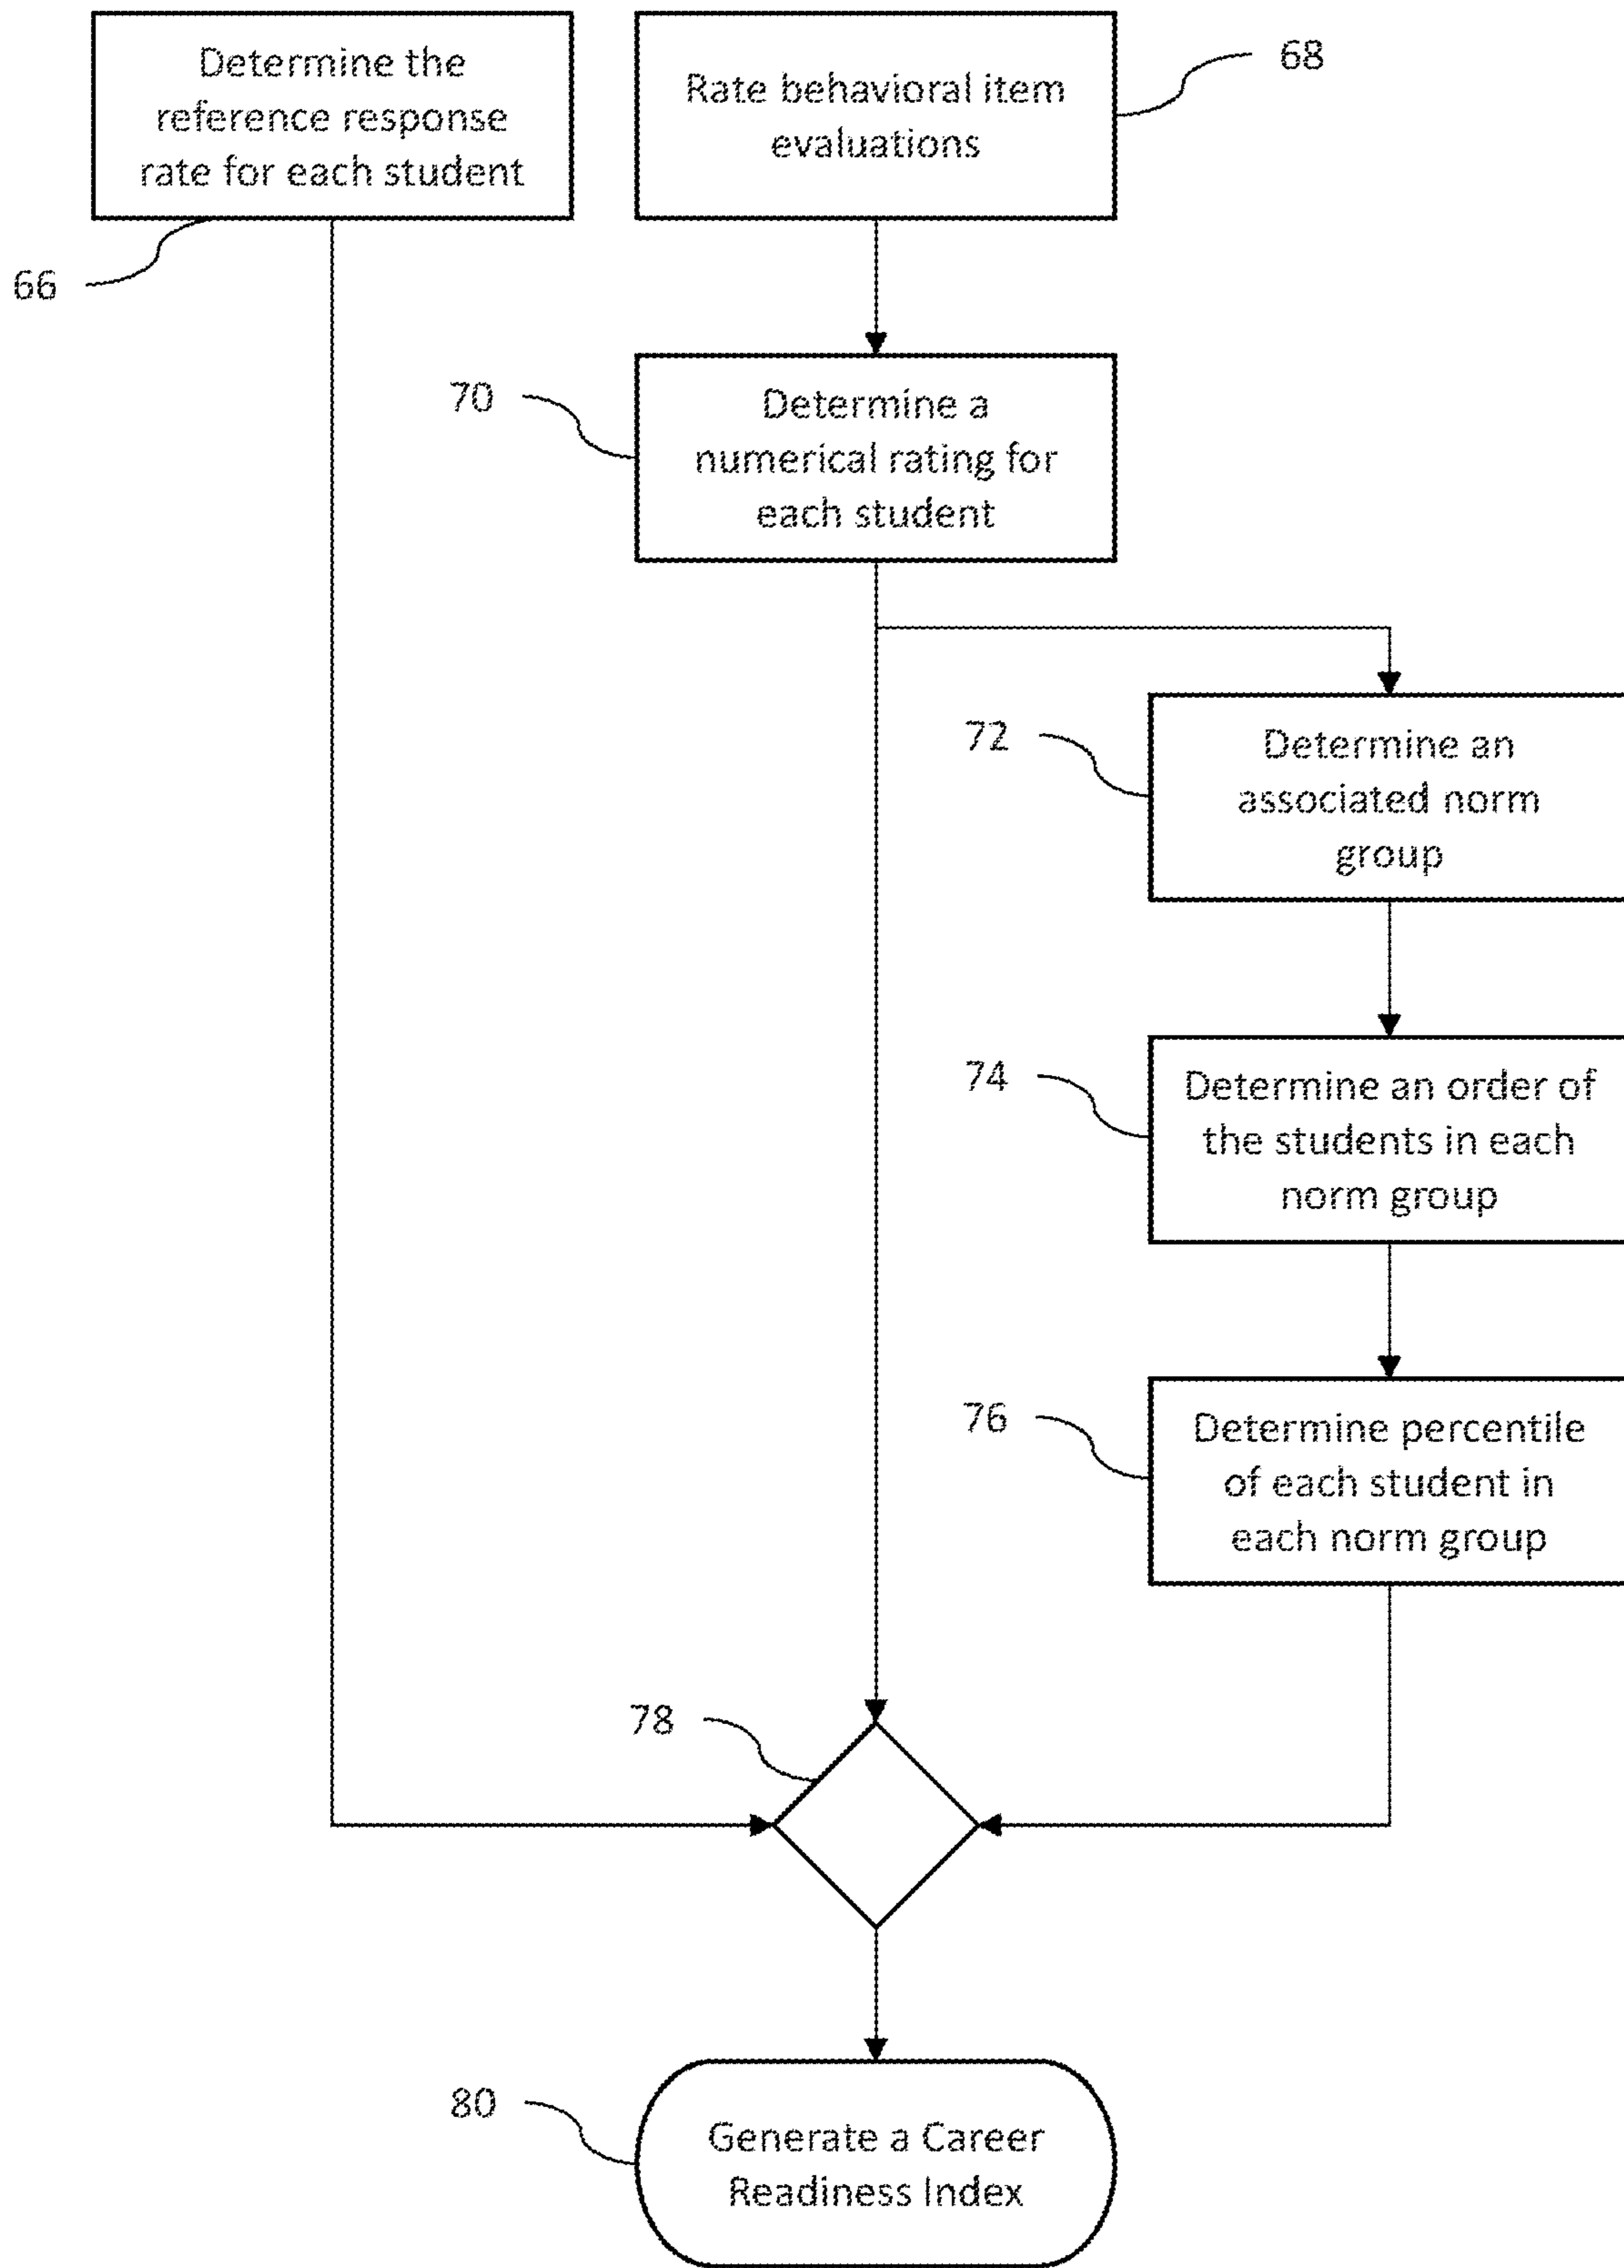 Determine the
reference response
rate for each student
66
Rate behavioral item
evaluations
68
70
Determine a
numerical rating for
each student
72
Determine an
associated norm
group
74
Determine an order of
the students in each
norm group
76
Determine percentile
of each student in
each norm group
78
80
Generate a Career
Readiness Index